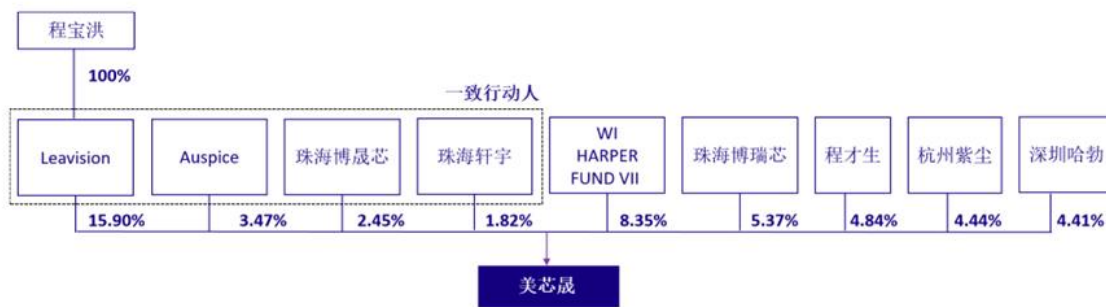 程宝洪
100%
一致行动人
Leavision
Auspice
珠海博晟芯
珠海轩宇
WI
HARPER
FUND VII
珠海博瑞芯
程才生
杭州紫尘
深圳哈勃
15.90%
3.47%
2.45%
1.82%
8.35%
5.37%
4.84%
4.44%
4.41%
美芯晟